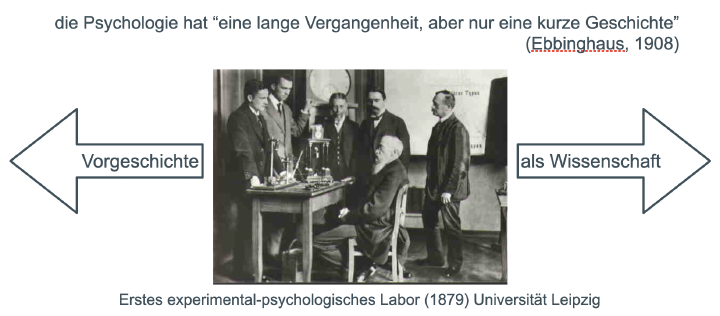 die Psychologie hat “eine lange Vergangenheit, aber nur eine kurze Geschichte”
(Ebbinghaus, 1908)
Vorgeschichte
als Wissenschaft
Erstes experimental-psychologisches Labor (1879) Universität Leipzig